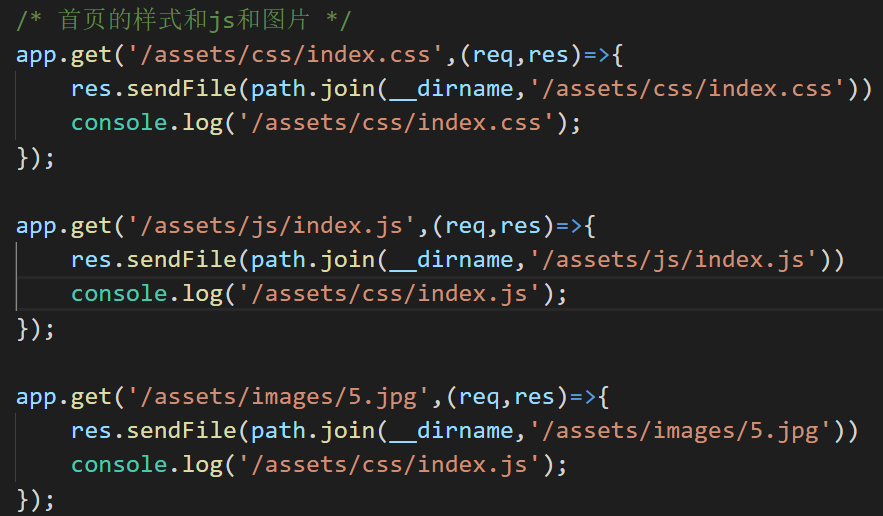 /* 首页的样式和js和图片 */
app.get('/assets/css/index.css',(req,res)=>{
    res.sendFile(path.join(__dirname,'/assets/css/index.css'))
    console.log('/assets/css/index.css');
});

app.get('/assets/js/index.js',(req,res)=>{
    res.sendFile(path.join(__dirname,'/assets/js/index.js'))
    console.log('/assets/css/index.js');
});

app.get('/assets/images/5.jpg',(req,res)=>{
    res.sendFile(path.join(__dirname,'/assets/images/5.jpg'))
    console.log('/assets/css/index.js');
});